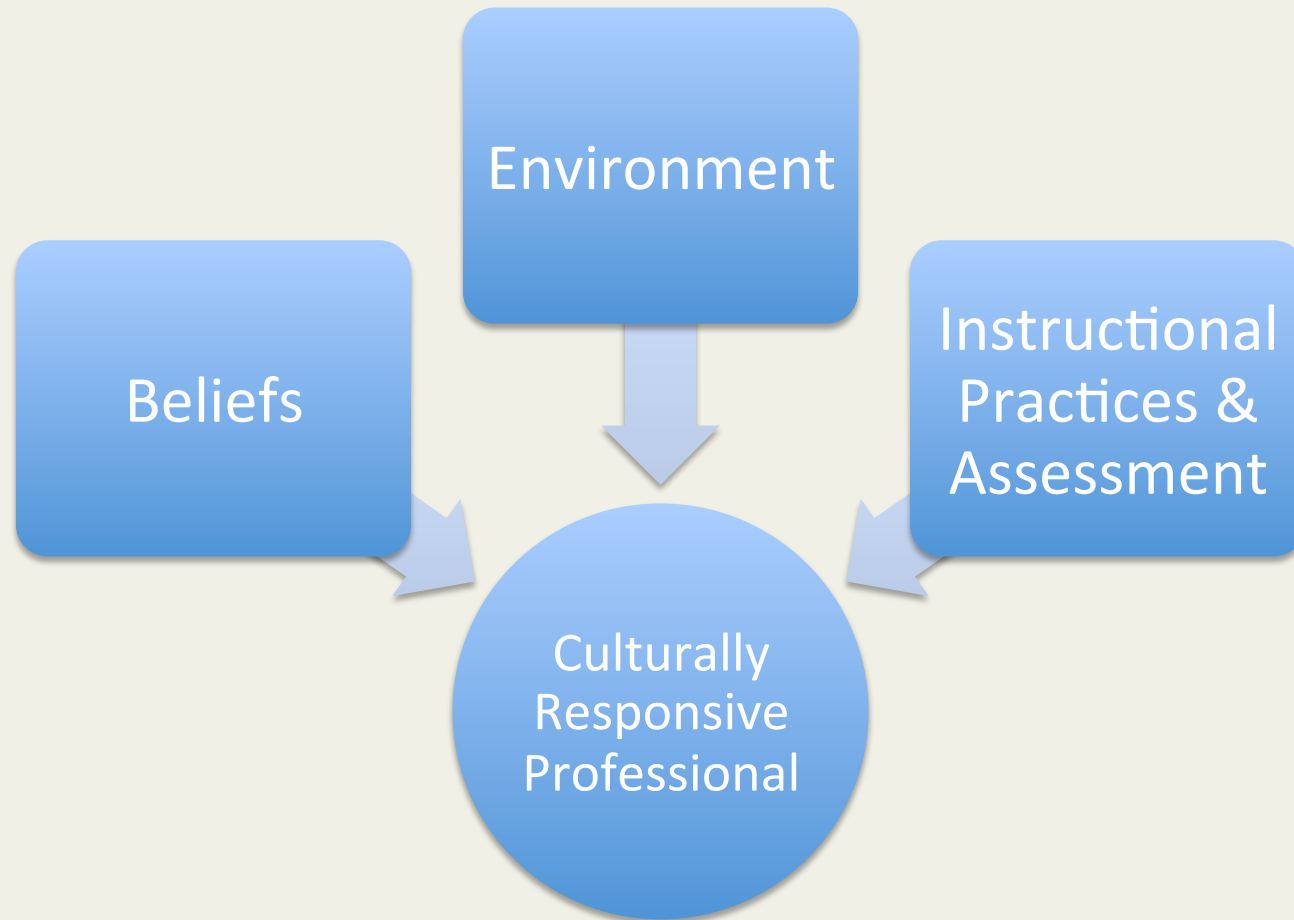 Environment
Beliefs
Instructional
Practices &
Assessment
Culturally
Responsive
Professional